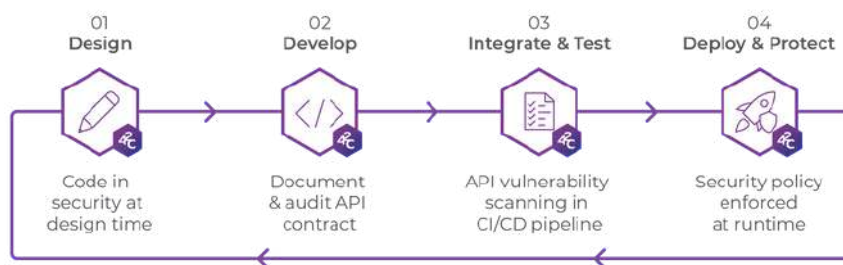 01
Design
Code in
security at
design time
02
Develop
</>
Document
& audit API
contract
03
Integrate & Test
API vulnerability
scanning in
CI/CD pipeline
04
Deploy & Protect
Security policy
enforced
at runtime